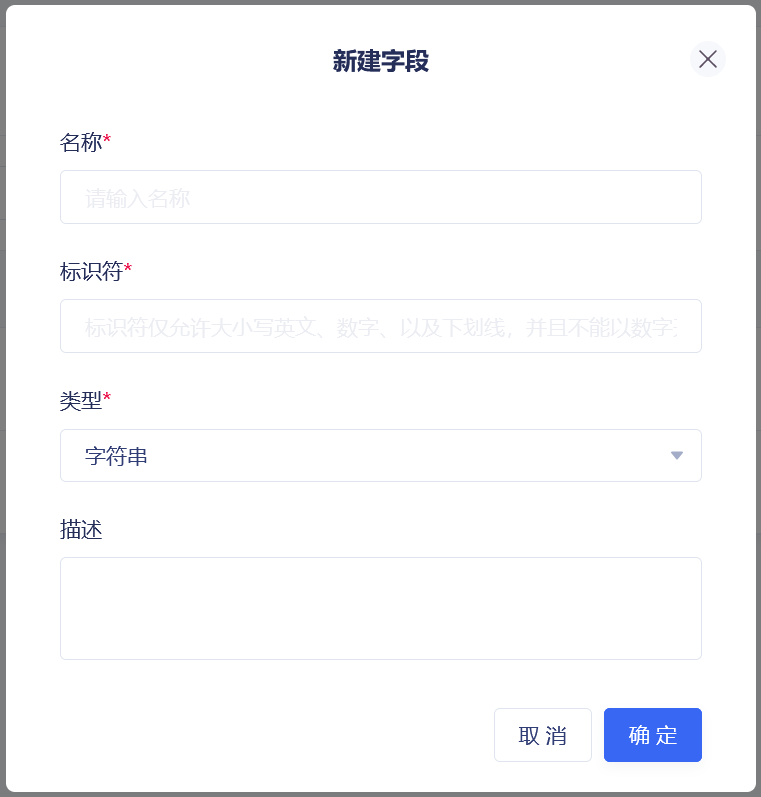 新建字段
名称*
请输入名称
标识符*
标识符仅允许大小写英文、数字、以及下划线，并且不能以数字
类型*
字符串
描述
取消
确定